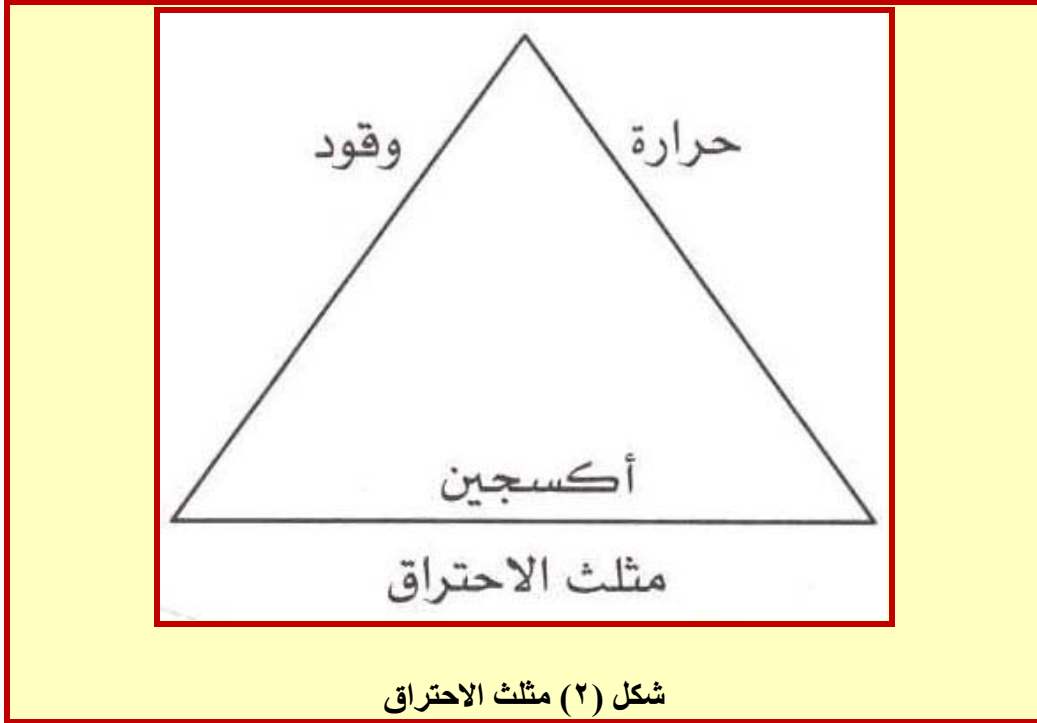 حرارة
وقود
أكسجين
مثلث الاحتراق
شكل (٢) مثلث الاحتراق